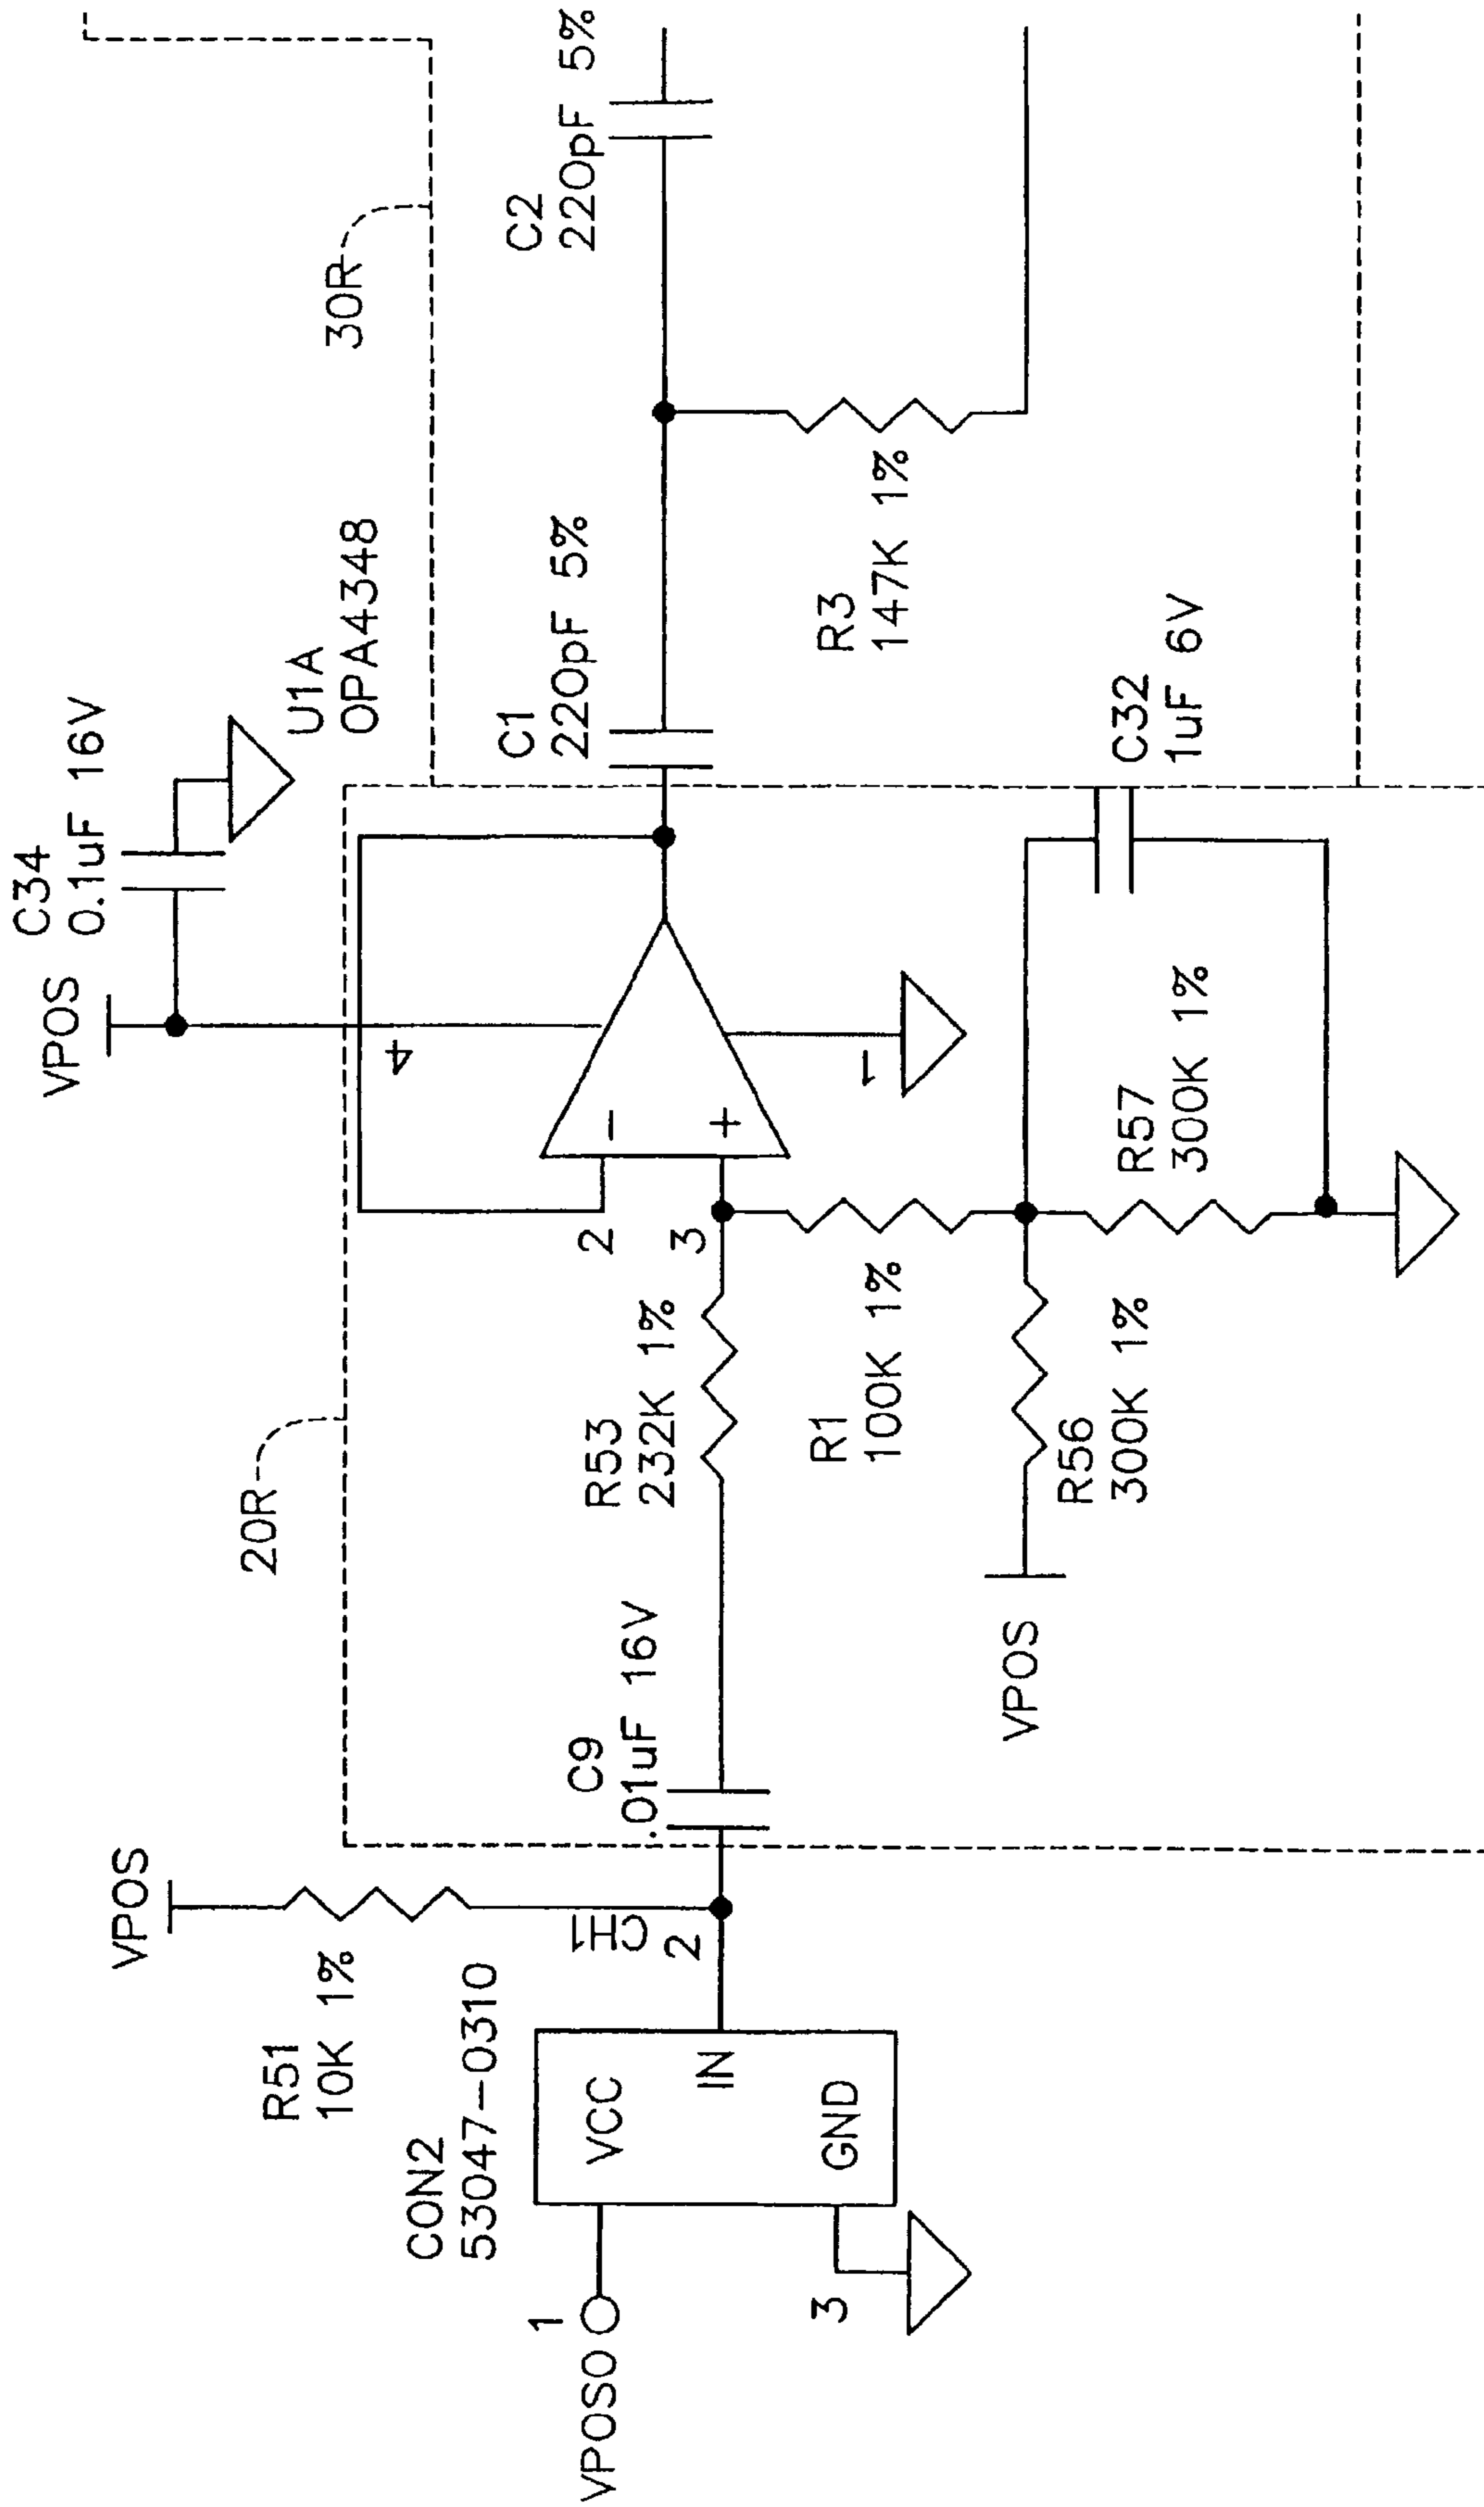 VPOSO
1
3
CON2
53047-0310
VCC
IN
GND
R51
10K 1%
VPOS
CH1
2
C9
.01uF 16V
20R
R53
232K 1%
VPOS
R56
300K 1%
R1
100K 1%
2
3
-
+
4
1
VPOS
C34
0.1uF 16V
U1A
OPA4348
R57
300K 1%
C32
1uF 6V
C1
220pF 5%
R3
147K 1%
30R
C2
220pF 5%